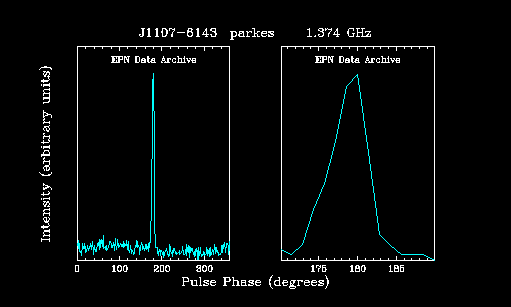 J1107-6143 parkes 1.374 GHz
EPN Data Archive
EPN Data Archive
Intensity (arbitrary units)
0 100 200 300
175 180 185
Pulse Phase (degrees)